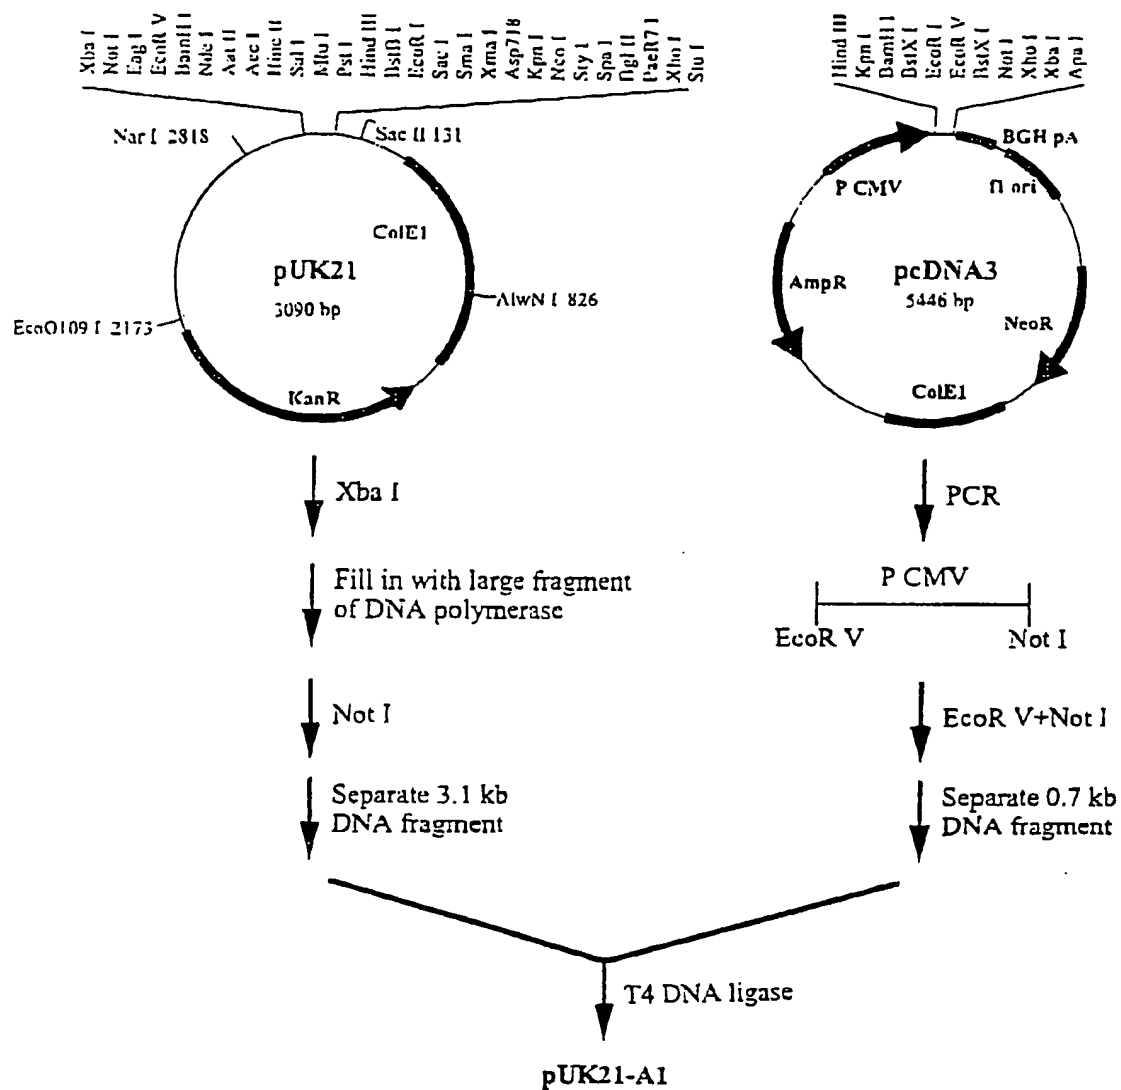 Xba I
Not I
Eag I
EcoR V
BamH I
Nde I
Aat II
Acc I
Hinc II
Sal I
Mlu I
Pst I
Hind III
BstB I
EcoR I
Sac I
Sma I
Xma I
Asp718
Kpn I
Nco I
Sty I
Spa I
Bgl II
PaeR7 I
Xho I
Stu I
Hind III
Kpn I
BamH I
BstX I
EcoR I
EcoR V
BstX I
Not I
Xho I
Xba I
Apa I
Nar I 2818
Sac II 131
ColE1
pUK21
3090 bp
AlwN I 826
EcoO109 I 2173
KanR
BGH pA
P CMV
f1 ori
AmpR
pcDNA3
5446 bp
NeoR
ColE1
Xba I
PCR
Fill in with large fragment
of DNA polymerase
P CMV
EcoR V
Not I
Not I
EcoR V+Not I
Separate 3.1 kb
DNA fragment
Separate 0.7 kb
DNA fragment
T4 DNA ligase
pUK21-A1